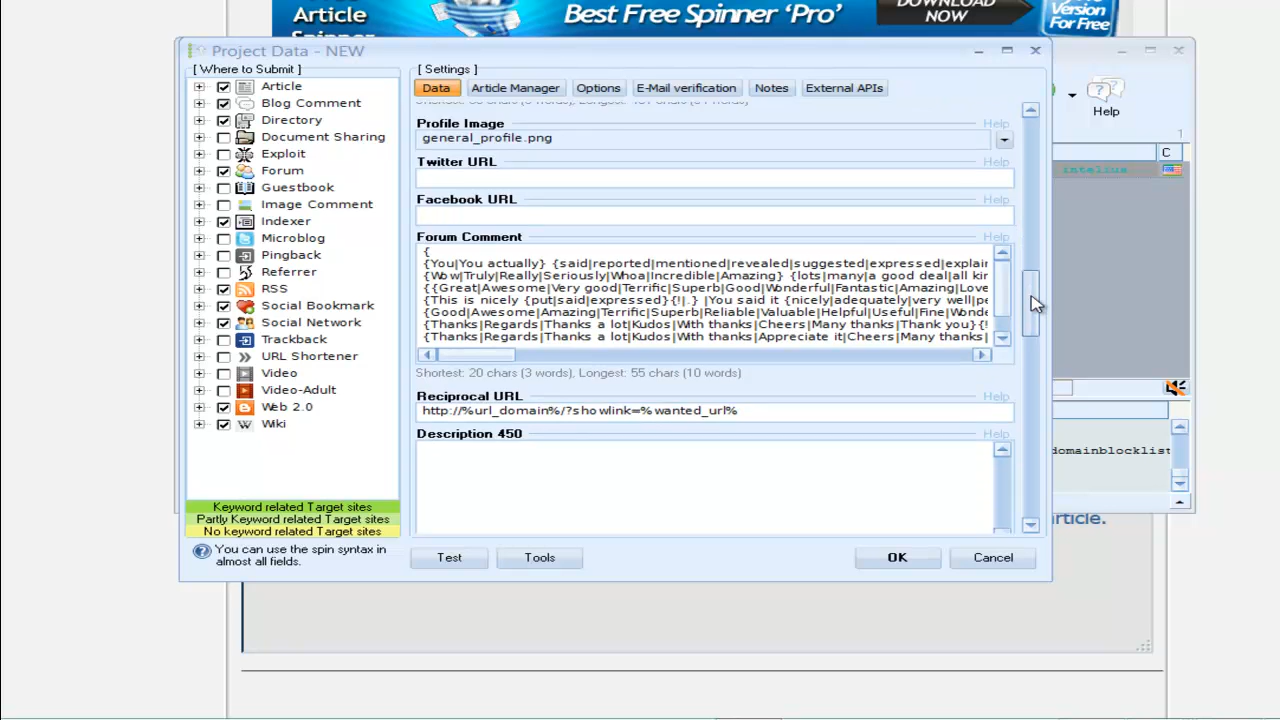 Article
Spinner
Best Free Spinner ‘Pro’
DOWNLOAD
NOW
Version
For Free
Project Data - NEW
[ Where to Submit ]
[ Settings ]
Data
Article Manager
Options
E-Mail verification
Notes
External APIs
Help
1
C
Article
Blog Comment
Directory
Document Sharing
Exploit
Forum
Guestbook
Image Comment
Indexer
Microblog
Pingback
Referrer
RSS
Social Bookmark
Social Network
Trackback
URL Shortener
Video
Video-Adult
Web 2.0
Wiki
Keyword related Target sites
Partly Keyword related Target sites
No keyword related Target sites
You can use the spin syntax in
almost all fields.
Profile Image
Help
general_profile.png
Twitter URL
Help
Facebook URL
Help
Forum Comment
Help
{
{You|You actually} {said|reported|mentioned|revealed|suggested|expressed|explair
{Wow|Truly|Really|Seriously|Whoa|Incredible|Amazing} {lots|many|a good deal|all kir
{{Great|Awesome|Very good|Terrific|Superb|Good|Wonderful|Fantastic|Amazing|Love
{This is nicely {put|said|expressed}{!|.} |You said it {nicely|adequately|very well|pe
{Good|Awesome|Amazing|Terrific|Superb|Reliable|Valuable|Helpful|Useful|Fine|Wonde
{Thanks|Regards|Thanks a lot|Kudos|With thanks|Cheers|Many thanks|Thank you}{!
{Thanks|Regards|Thanks a lot|Kudos|With thanks|Appreciate it|Cheers|Many thanks|
Shortest: 20 chars (3 words), Longest: 55 chars (10 words)
Reciprocal URL
Help
http://%url_domain%/?showlink=%wanted_url%
Description 450
Help
Test
Tools
OK
Cancel
intelius
domainblocklist
article.